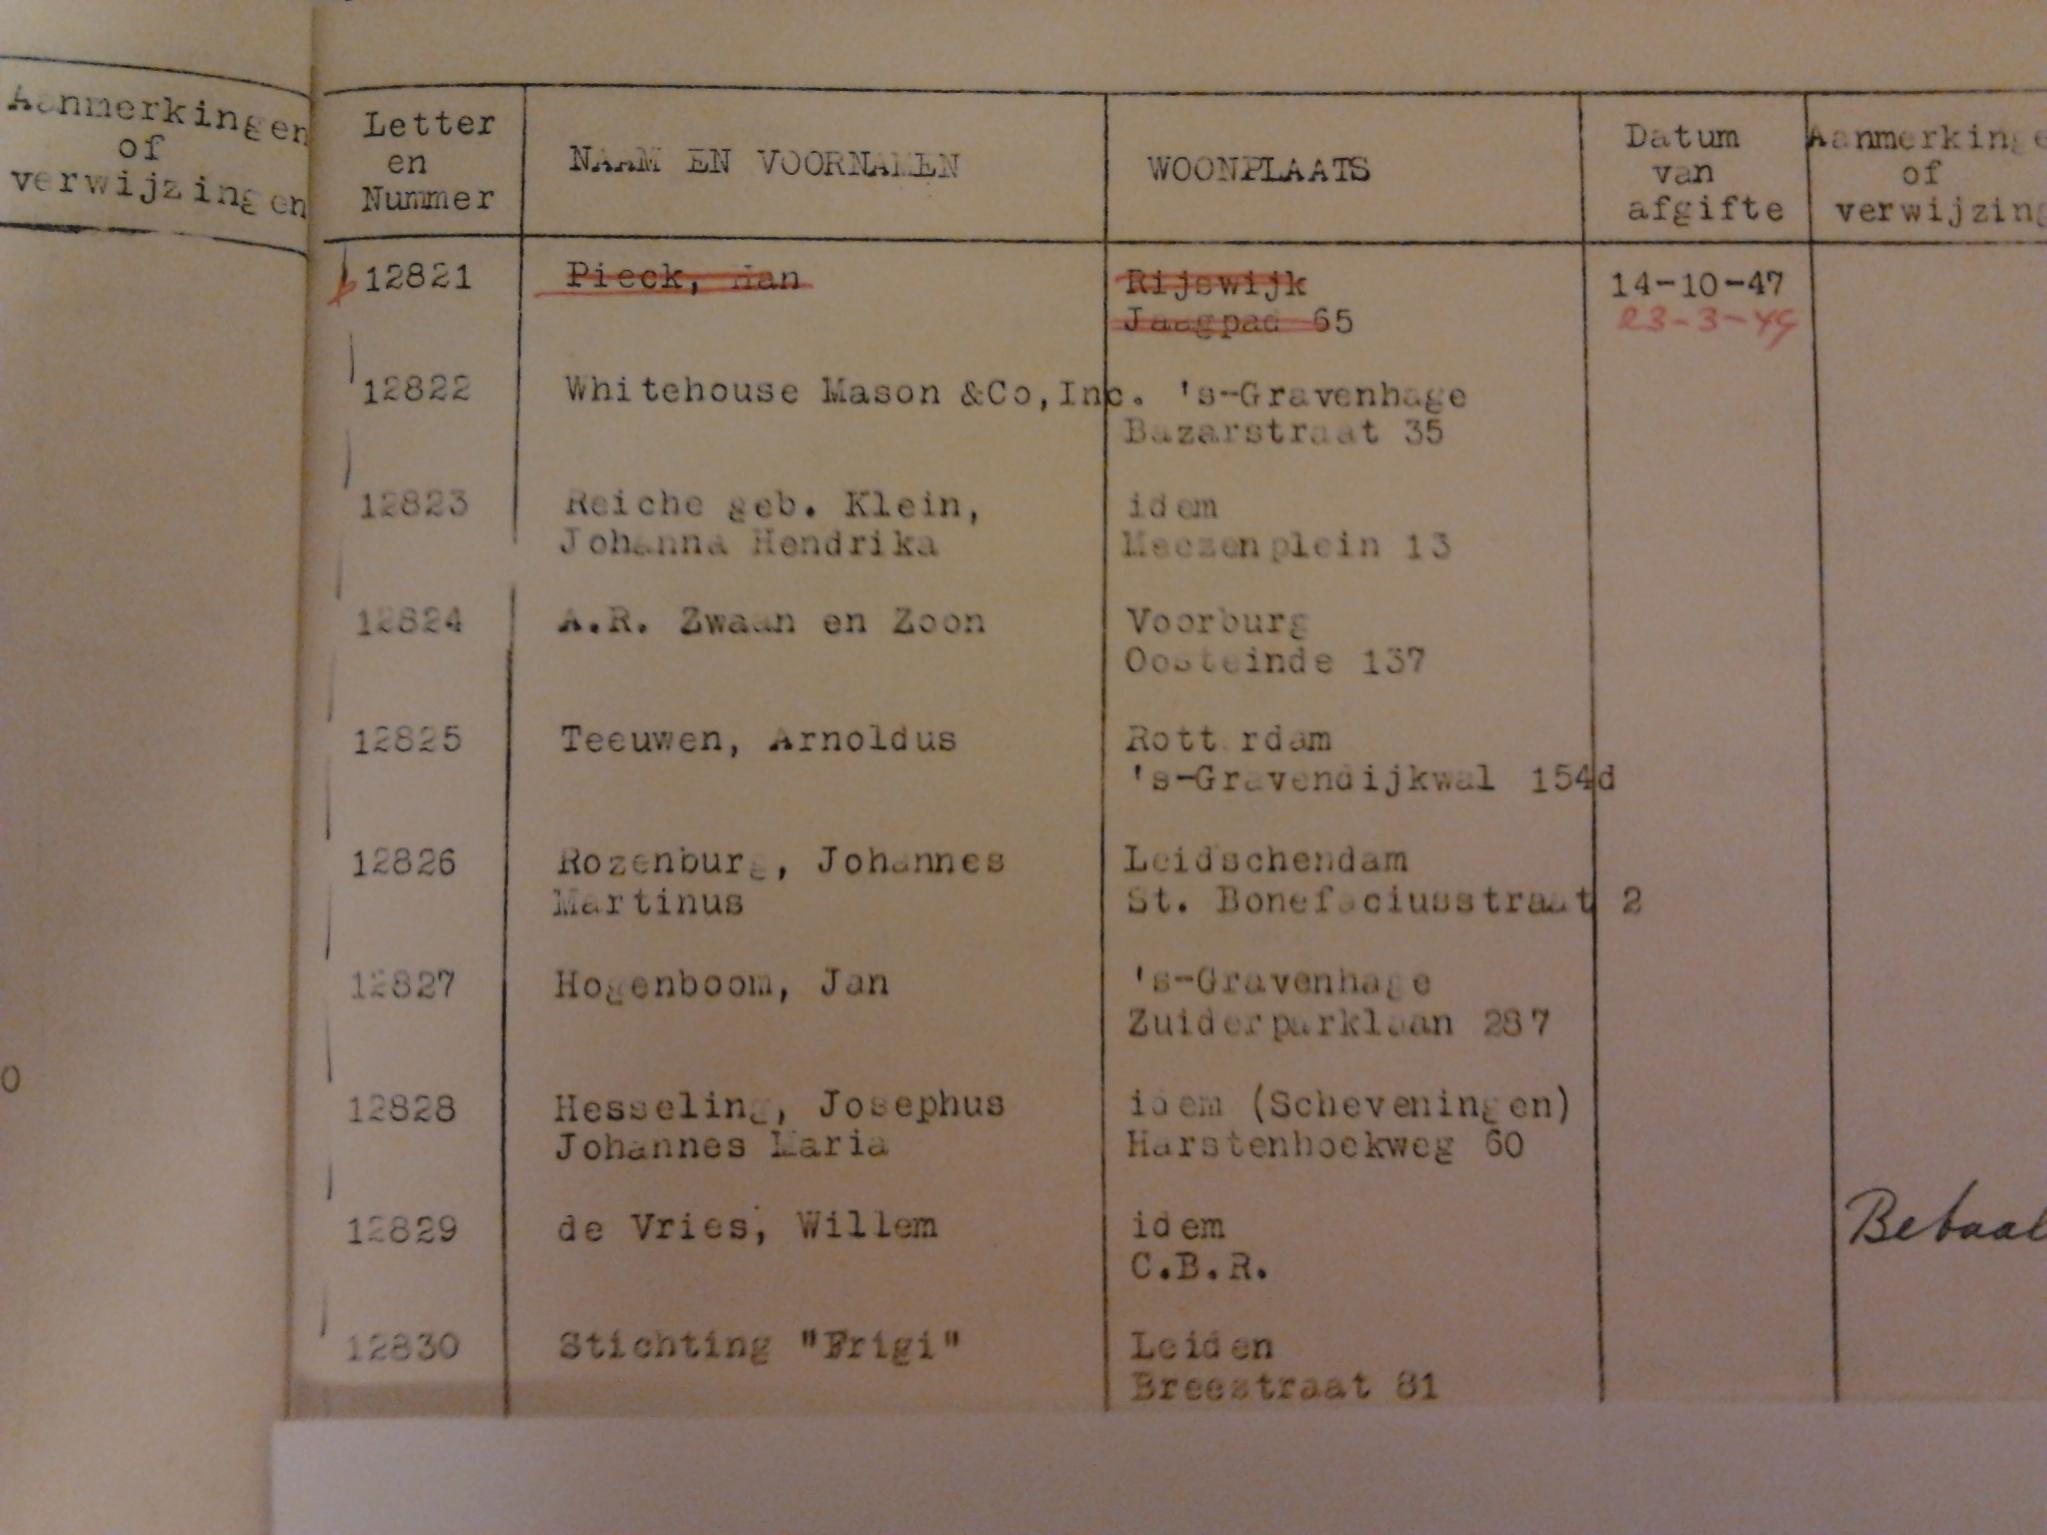 Aanmerkingen
of
verwijzingen
Letter
en
Nummer
NAAM EN VOORNAMEN
WOONPLAATS
Datum
van
afgifte
Aanmerkinge
of
verwijzing
12821 Pieck, Han Rijswijk 14-10-47
Jaagpad 65 23-3-49
12822 Whitehouse Mason &Co,Inc. 's-Gravenhage
Bazarstraat 35
12823 Reiche geb. Klein, idem
Johanna Hendrika Meezenplein 13
12824 A.R. Zwaan en Zoon Voorburg
Oosteinde 137
12825 Teeuwen, Arnoldus Rotterdam
's-Gravendijkwal 154d
12826 Rozenburg, Johannes Leidschendam
Martinus St. Bonefaciusstraat 2
12827 Hogenboom, Jan 's-Gravenhage
Zuiderparklaan 287
0
12828 Hesseling, Josephus idem (Scheveningen)
Johannes Maria Harstenhoekweg 60
12829 de Vries, Willem idem Betaal
C.B.R.
12830 Stichting "Frigi" Leiden
Breestraat 81